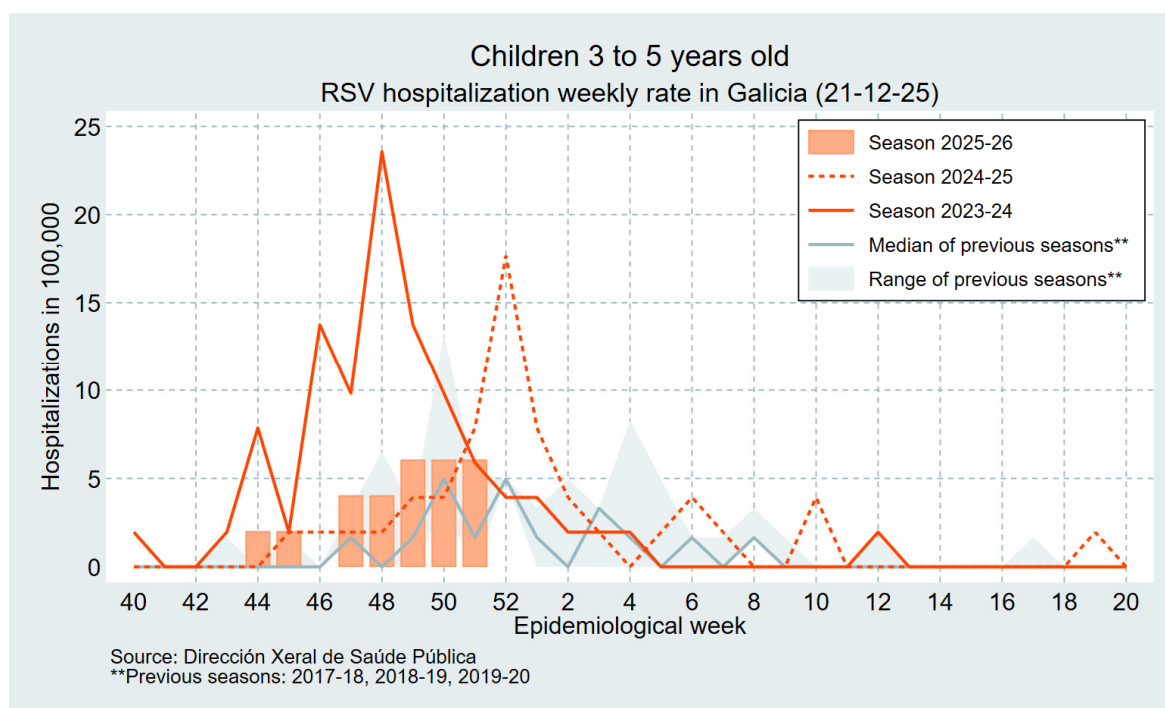 Children 3 to 5 years old
RSV hospitalization weekly rate in Galicia (21-12-25)
Hospitalizations in 100,000
25
20
15
10
5
0
Season 2025-26
Season 2024-25
Season 2023-24
Median of previous seasons**
Range of previous seasons**
40 42 44 46 48 50 52 2 4 6 8 10 12 14 16 18 20
Epidemiological week
Source: Dirección Xeral de Saúde Pública
**Previous seasons: 2017-18, 2018-19, 2019-20